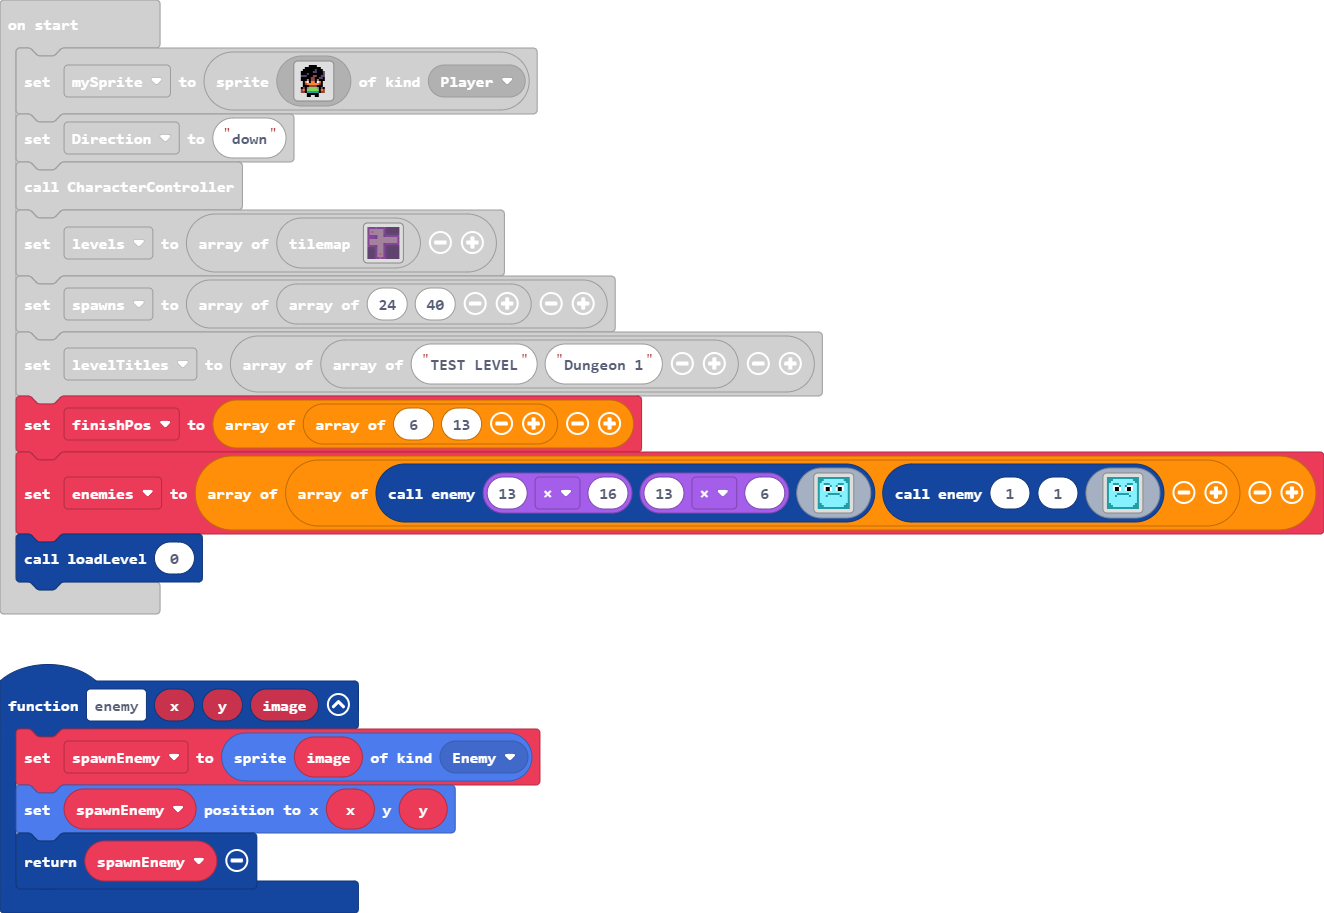 on start
set mySprite to sprite of kind Player
set Direction to "down"
call CharacterController
set levels to array of tilemap
set spawns to array of array of 24 40
set levelTitles to array of array of "TEST LEVEL" "Dungeon 1"
set finishPos to array of array of 6 13
set enemies to array of array of call enemy 13 × 16 13 × 6 call enemy 1 1
call loadLevel 0
function enemy x y image
set spawnEnemy to sprite image of kind Enemy
set spawnEnemy position to x x y y
return spawnEnemy